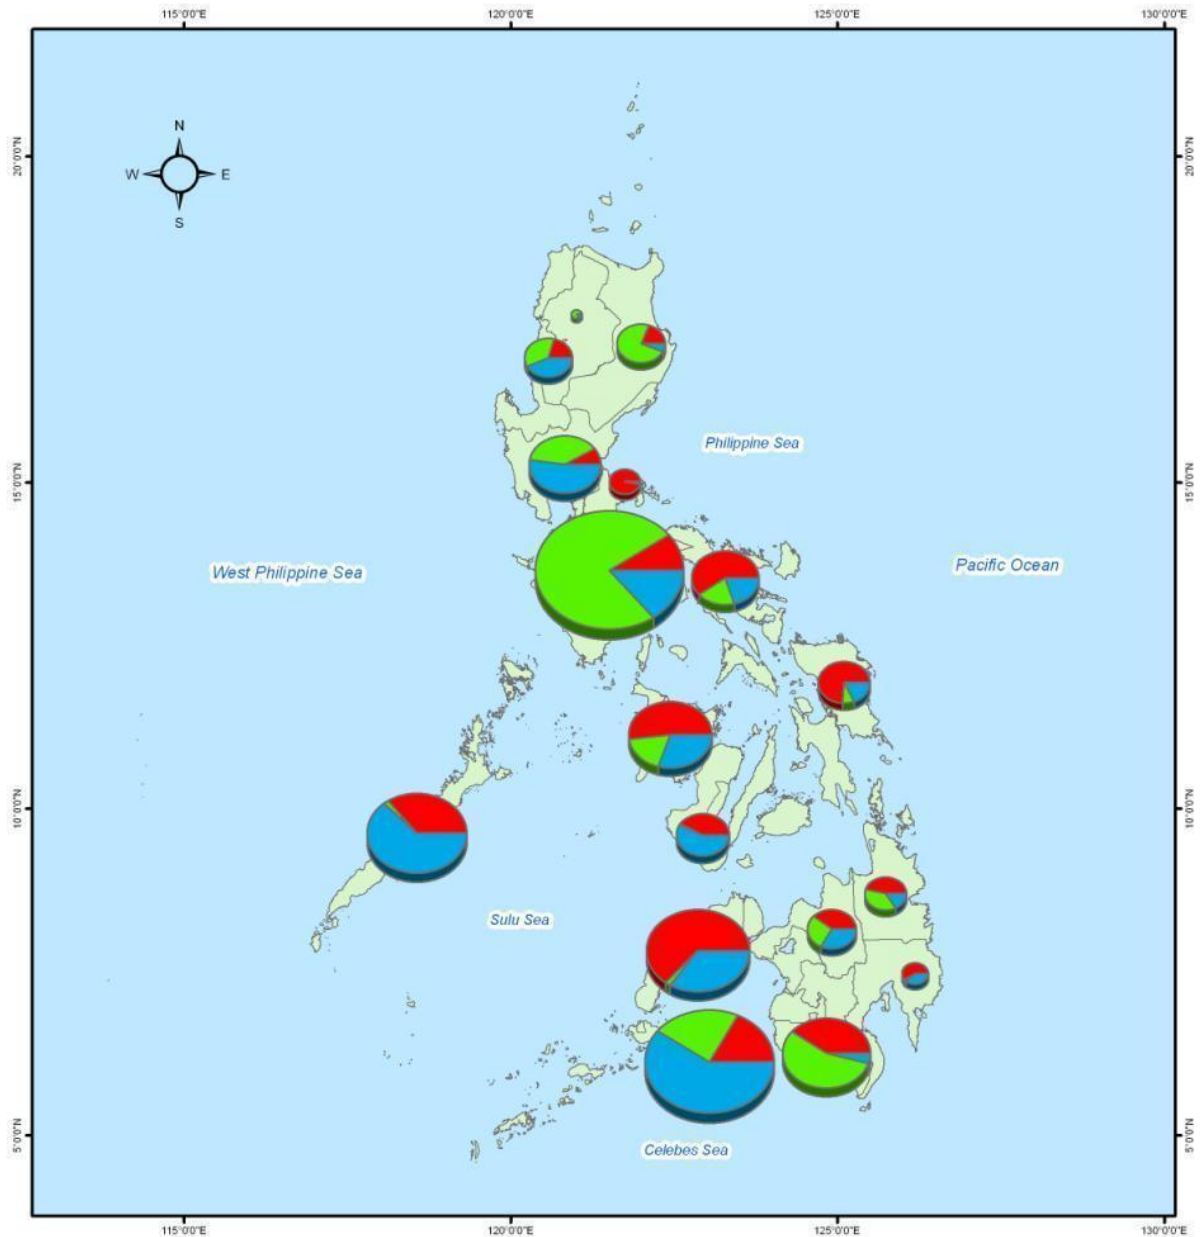 115°0'0"E 120°0'0"E 125°0'0"E 130°0'0"E
N
W E
S
20°0'0"N 20°0'0"N
Philippine Sea
15°0'0"N 15°0'0"N
West Philippine Sea
Pacific Ocean
10°0'0"N 10°0'0"N
Sulu Sea
5°0'0"N 5°0'0"N
Celebes Sea
115°0'0"E 120°0'0"E 125°0'0"E 130°0'0"E